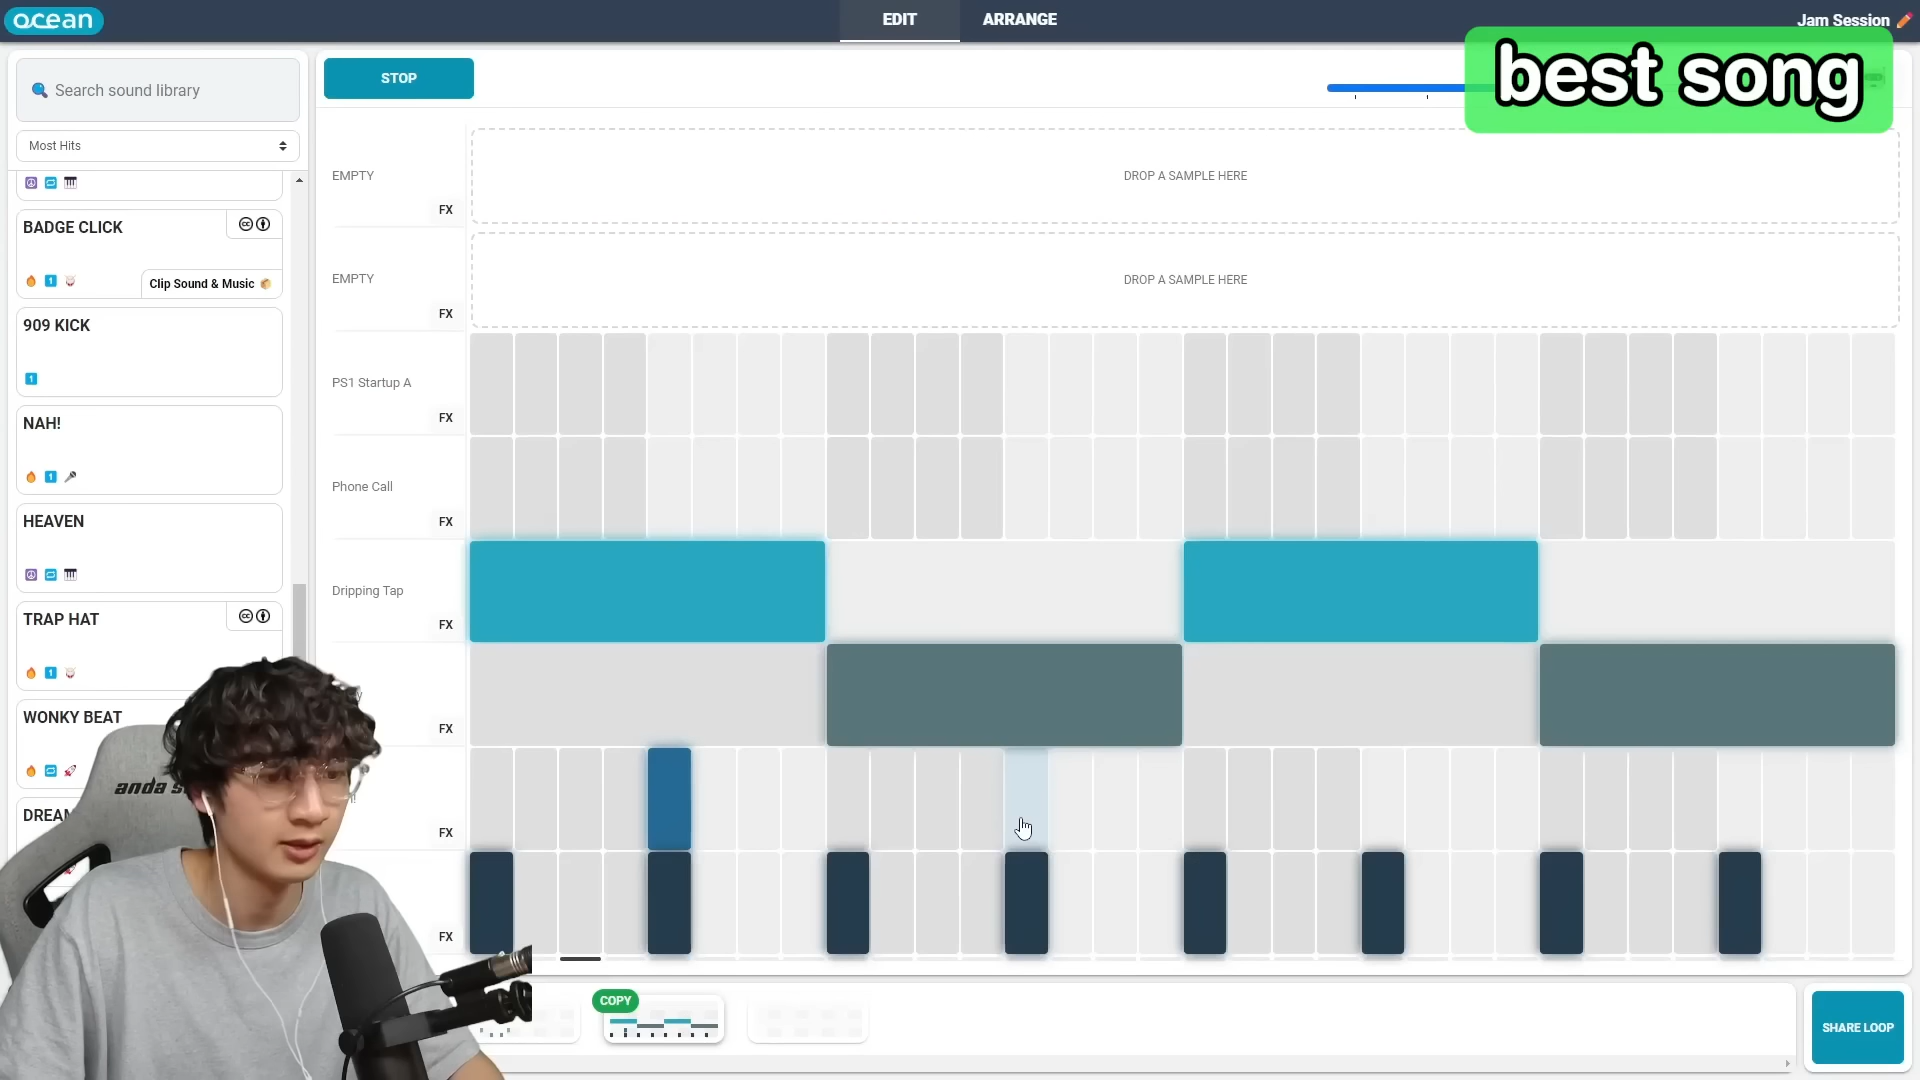 ocean
EDIT
ARRANGE
Jam Session
best song
Search sound library
STOP
Most Hits
BADGE CLICK
Clip Sound & Music
909 KICK
NAH!
HEAVEN
TRAP HAT
WONKY BEAT
DREAM
EMPTY
FX
DROP A SAMPLE HERE
EMPTY
FX
DROP A SAMPLE HERE
PS1 Startup A
FX
Phone Call
FX
Dripping Tap
FX
FX
FX
FX
anda s
COPY
SHARE LOOP